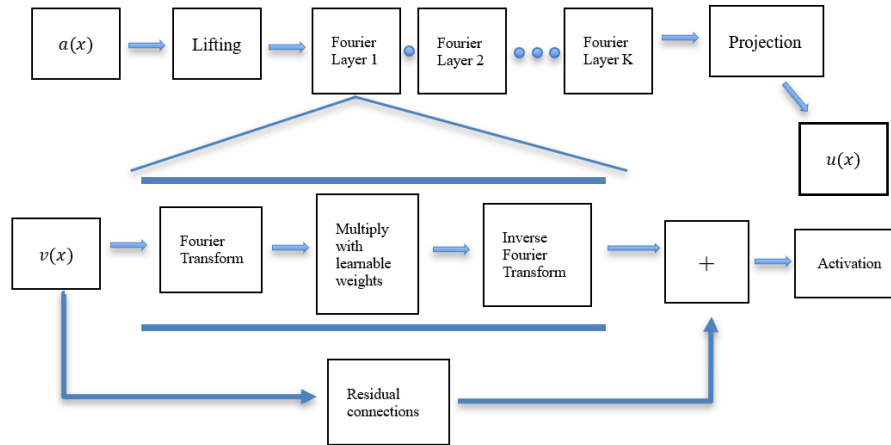 a(x)
Lifting
Fourier
Layer 1
Fourier
Layer 2
Fourier
Layer K
Projection
u(x)
v(x)
Fourier
Transform
Multiply
with
learnable
weights
Inverse
Fourier
Transform
+
Activation
Residual
connections